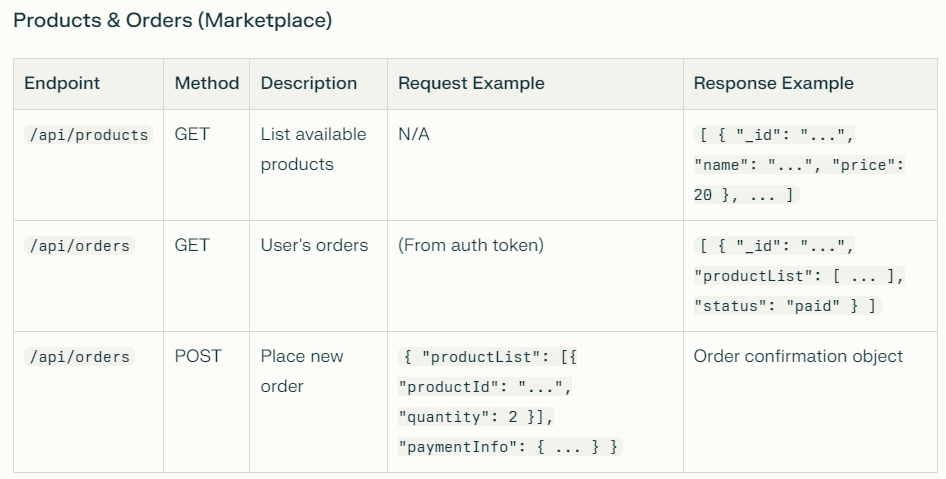 Products & Orders (Marketplace)
Endpoint Method Description Request Example Response Example
/api/products GET List available N/A [ { "_id": "...",
products "name": "...", "price":
20 }, ... ]
/api/orders GET User's orders (From auth token) [ { "_id": "...",
"productList": [ ... ],
"status": "paid" } ]
/api/orders POST Place new { "productList": [{ Order confirmation object
order "productId": "...",
"quantity": 2 }],
"paymentInfo": { ... } }